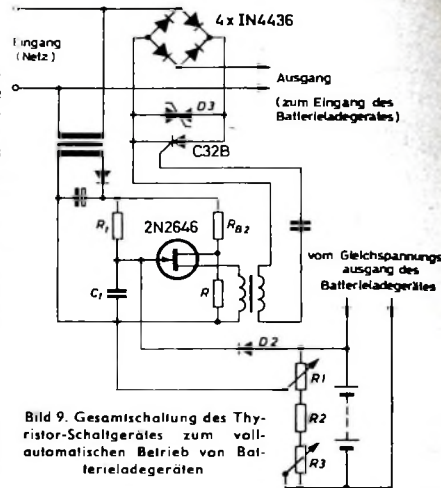 4 x IN4436
Eingang
(Netz)
Ausgang
(zum Eingang des
Batterieladegerätes)
D3
C32B
R₁
2N2646
R_B2
C₁
R
vom Gleichspannungs
ausgang des
Batterieladegerätes
D2
R1
R2
R3
Bild 9. Gesamtschaltung des Thy-
ristor-Schaltgerätes zum voll-
automatischen Betrieb von Bat-
terieladegeräten